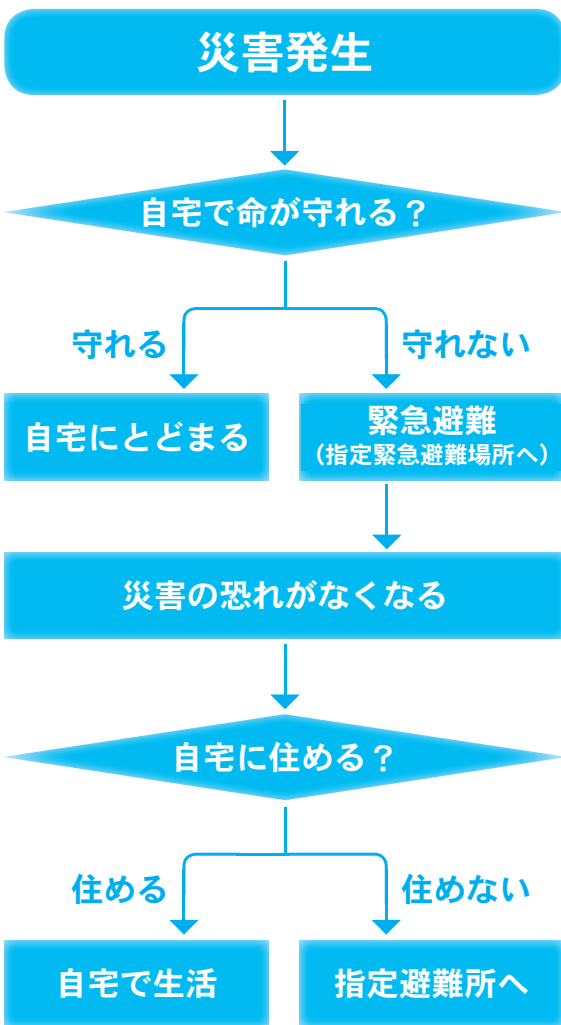 災害発生
自宅で命が守れる？
守れる
守れない
自宅にとどまる
緊急避難
（指定緊急避難場所へ）
災害の恐れがなくなる
自宅に住める？
住める
住めない
自宅で生活
指定避難所へ